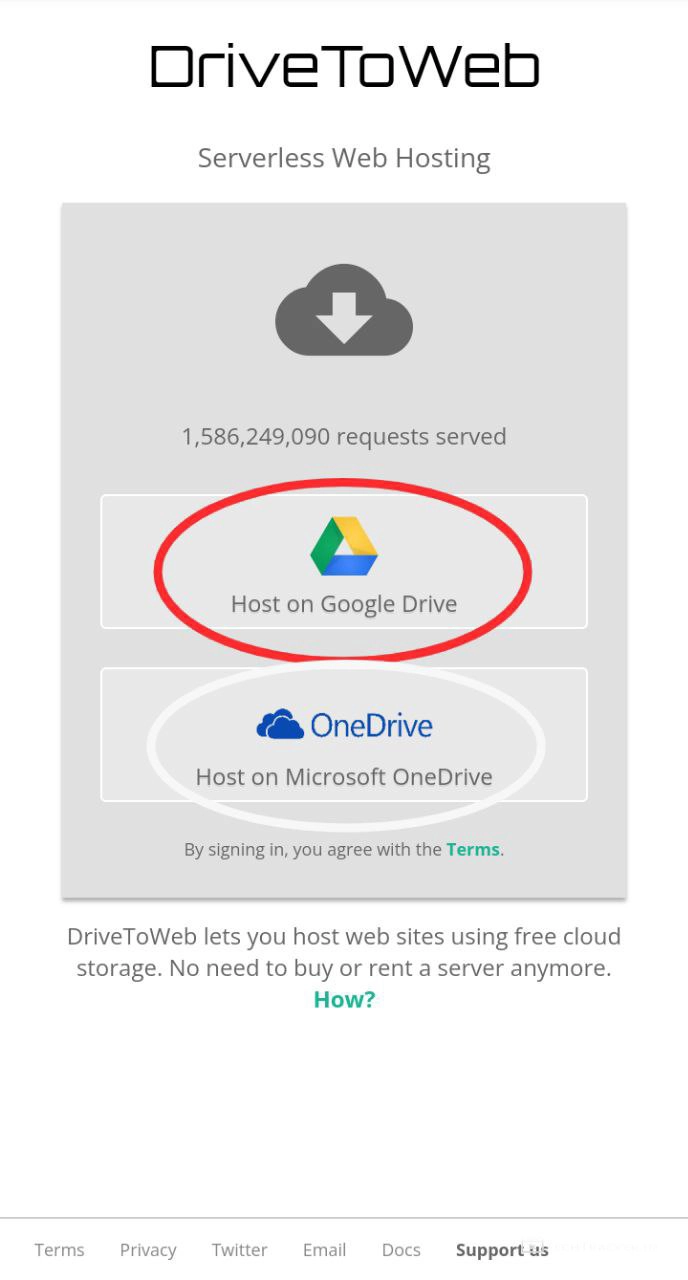 DriveToWeb
Serverless Web Hosting
1,586,249,090 requests served
Host on Google Drive
OneDrive
Host on Microsoft OneDrive
By signing in, you agree with the Terms.
DriveToWeb lets you host web sites using free cloud
storage. No need to buy or rent a server anymore.
How?
Terms Privacy Twitter Email Docs Support us